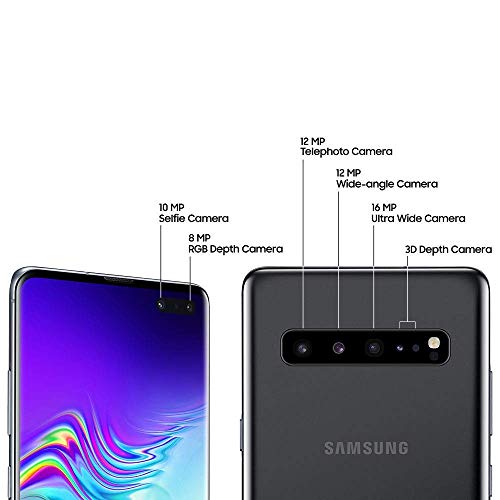 12 MP
Telephoto Camera
12 MP
Wide-angle Camera
10 MP
Selfie Camera
16 MP
Ultra Wide Camera
8 MP
RGB Depth Camera
3D Depth Camera
SAMSUNG